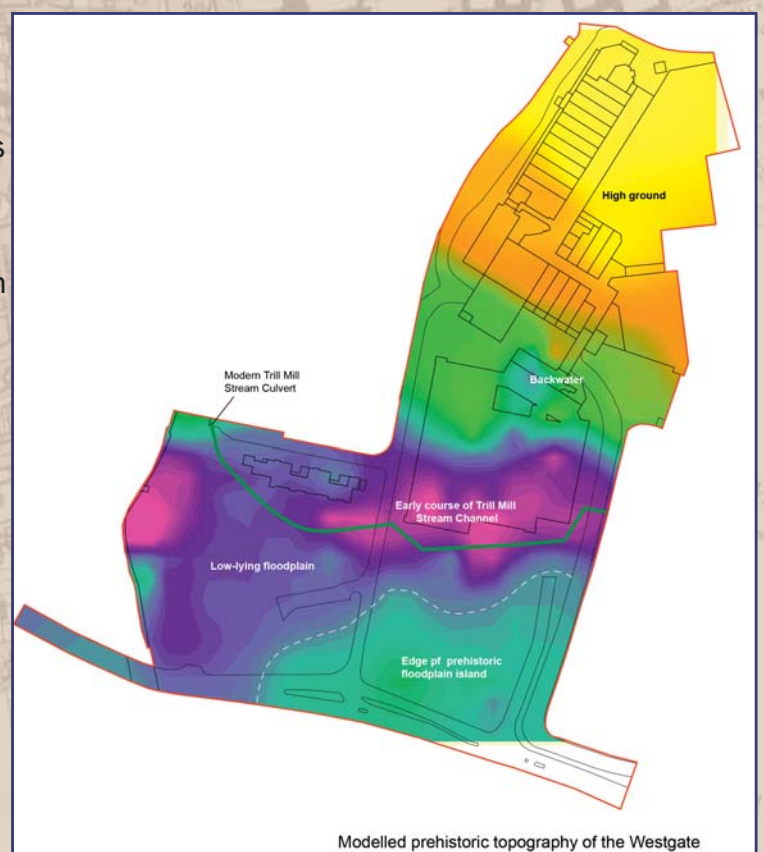 s
n
High ground
Backwater
Modern Trill Mill
Stream Culvert
Early course of Trill Mill
Stream Channel
Low-lying floodplain
Edge pf prehistoric
floodplain island
Modelled prehistoric topography of the Westgate